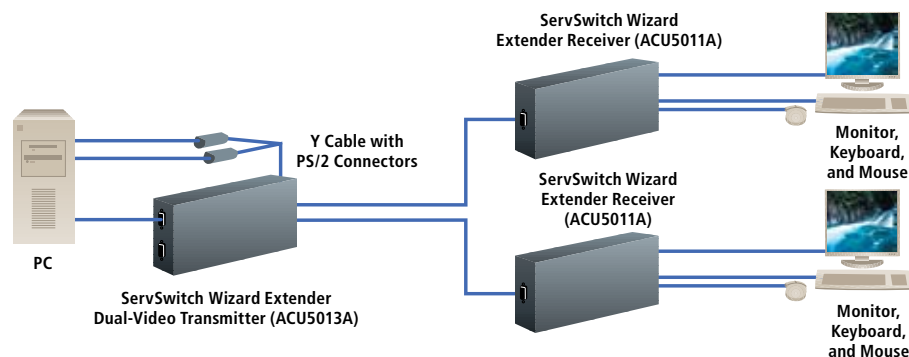 ServSwitch Wizard
Extender Receiver (ACU5011A)
Y Cable with
PS/2 Connectors
Monitor,
Keyboard,
and Mouse
ServSwitch Wizard
Extender Receiver
(ACU5011A)
PC
ServSwitch Wizard Extender
Dual-Video Transmitter (ACU5013A)
Monitor,
Keyboard,
and Mouse